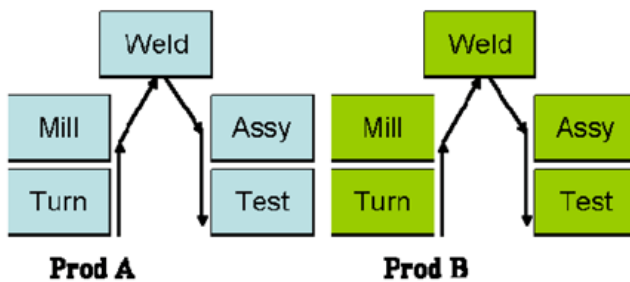 Weld Weld
Mill Assy Mill Assy
Turn Test Turn Test
Prod A Prod B